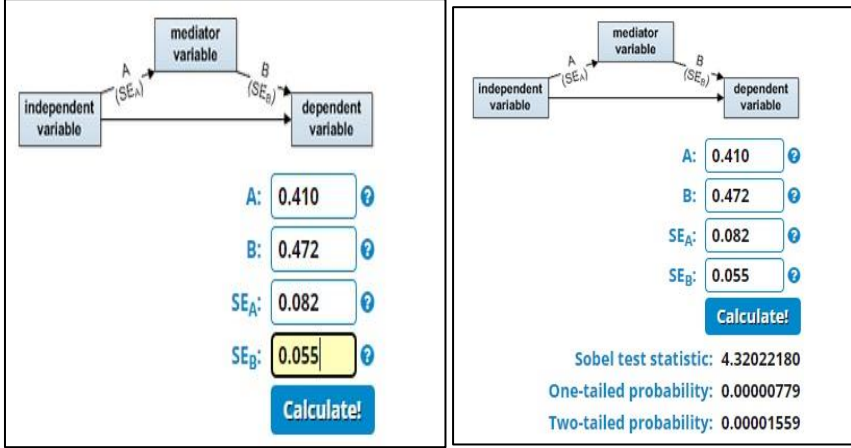 mediator
variable
A
(SEA)
B
(SEB)
independent
variable
dependent
variable
A: 0.410 ?
B: 0.472 ?
SEA: 0.082 ?
SEB: 0.055 ?
Calculate!
mediator
variable
A
(SEA)
B
(SEB)
independent
variable
dependent
variable
A: 0.410 ?
B: 0.472 ?
SEA: 0.082 ?
SEB: 0.055 ?
Calculate!
Sobel test statistic: 4.32022180
One-tailed probability: 0.00000779
Two-tailed probability: 0.00001559